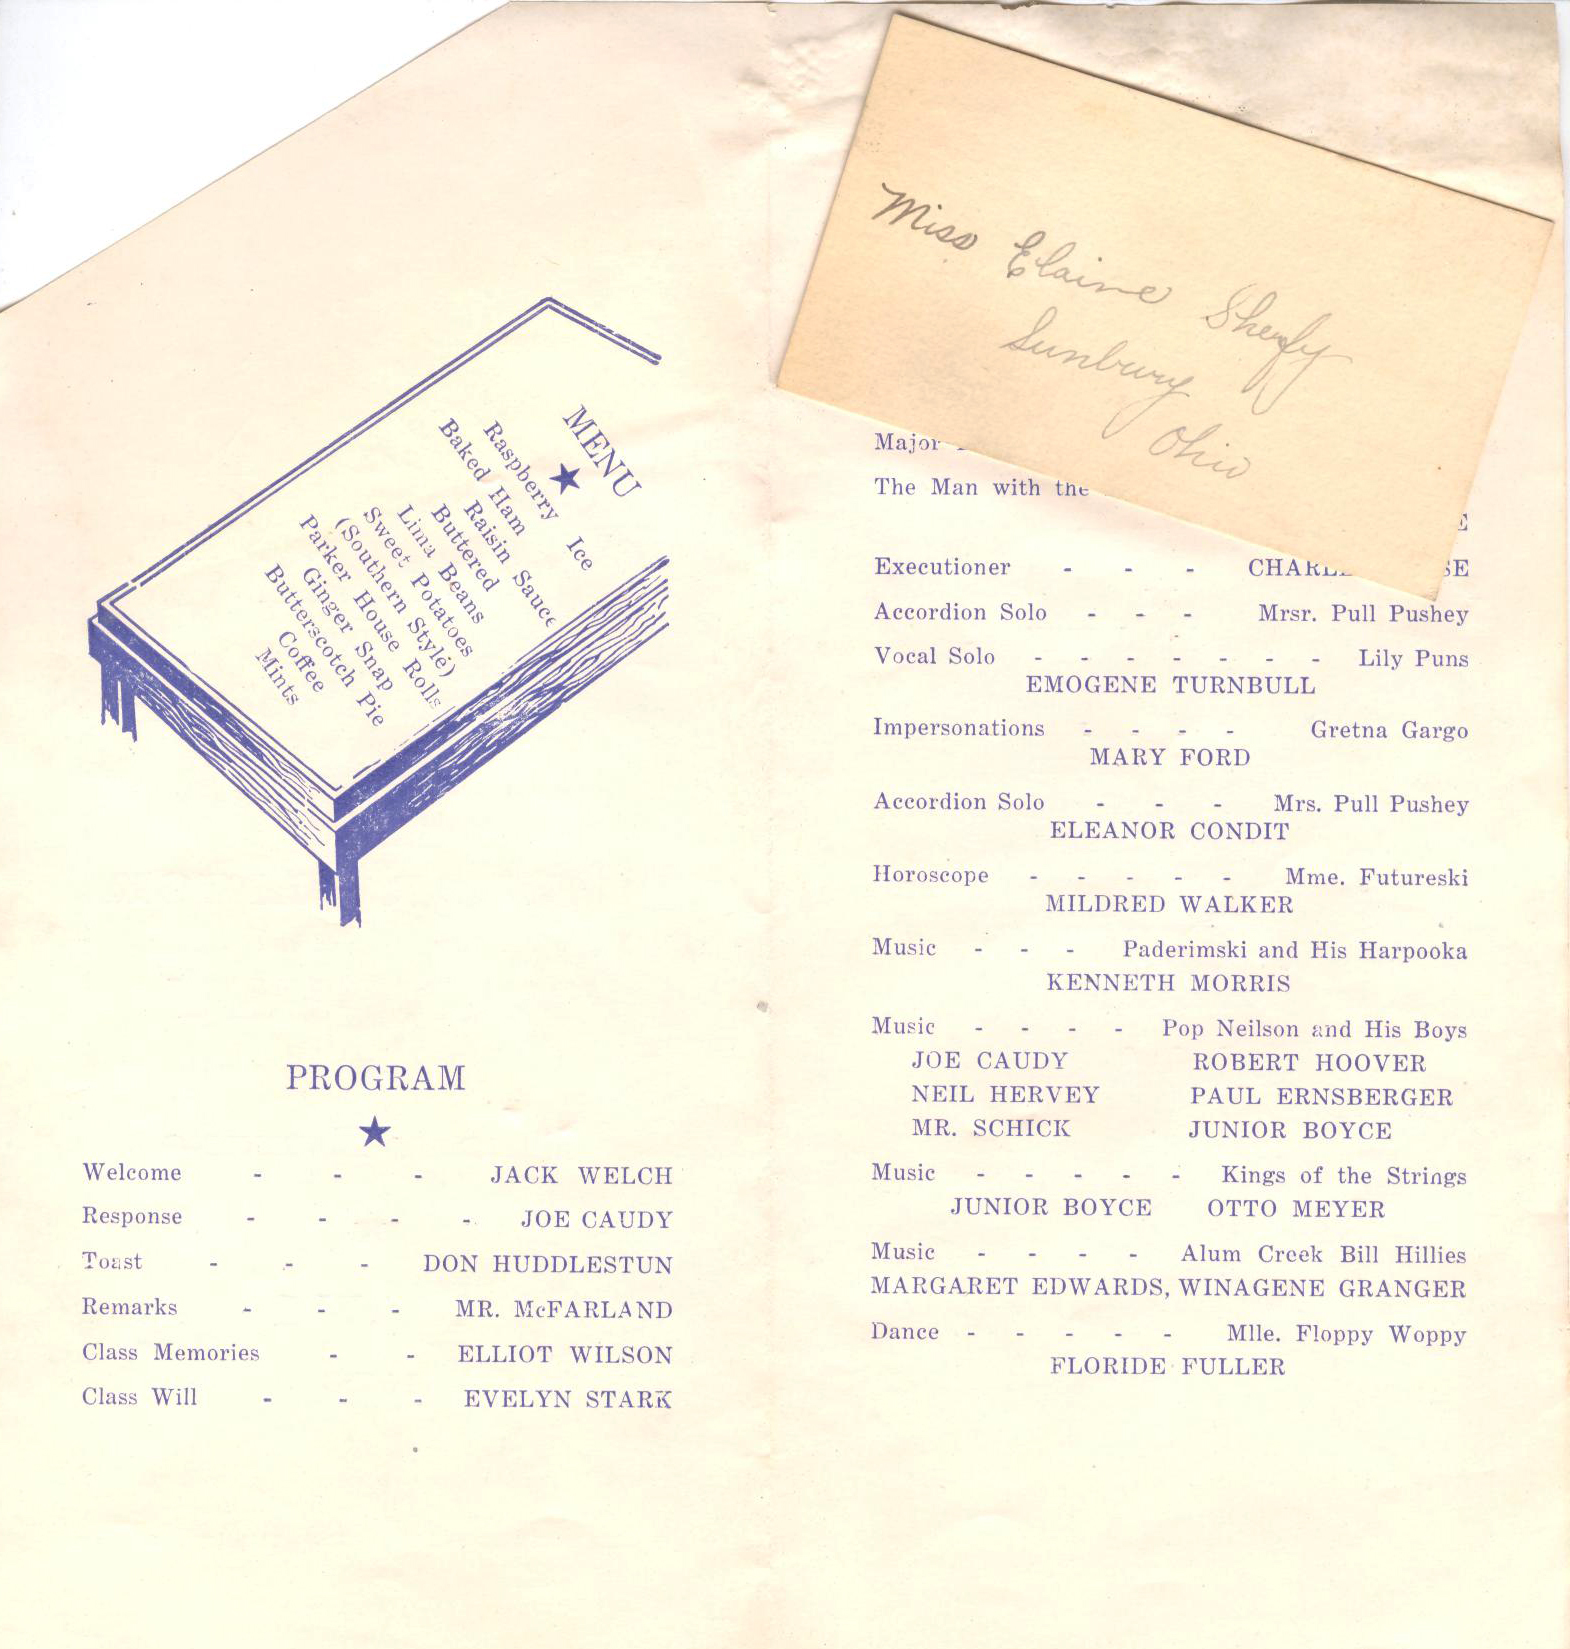 MENU
Raspberry Ice
Baked Ham
Raisin Sauce
Buttered
Lima Beans
Sweet Potatoes
(Southern Style)
Parker House Rolls
Ginger Snap
Butterscotch Pie
Coffee
Mints
PROGRAM
Welcome - - - JACK WELCH
Response - - - - JOE CAUDY
Toast - - - DON HUDDLESTUN
Remarks - - - MR. McFARLAND
Class Memories - - ELLIOT WILSON
Class Will - - - EVELYN STARK
Miss Elaine Sherfy
Sunbury
Ohio
Major
The Man with the
E
Executioner - - - CHARL SE
Accordion Solo - - - Mrsr. Pull Pushey
Vocal Solo - - - - - - - Lily Puns
EMOGENE TURNBULL
Impersonations - - - - Gretna Gargo
MARY FORD
Accordion Solo - - - Mrs. Pull Pushey
ELEANOR CONDIT
Horoscope - - - - - Mme. Futureski
MILDRED WALKER
Music - - - Paderimski and His Harpooka
KENNETH MORRIS
Music - - - - Pop Neilson and His Boys
JOE CAUDY ROBERT HOOVER
NEIL HERVEY PAUL ERNSBERGER
MR. SCHICK JUNIOR BOYCE
Music - - - - - Kings of the Strings
JUNIOR BOYCE OTTO MEYER
Music - - - - Alum Creek Bill Hillies
MARGARET EDWARDS, WINAGENE GRANGER
Dance - - - - - Mlle. Floppy Woppy
FLORIDE FULLER